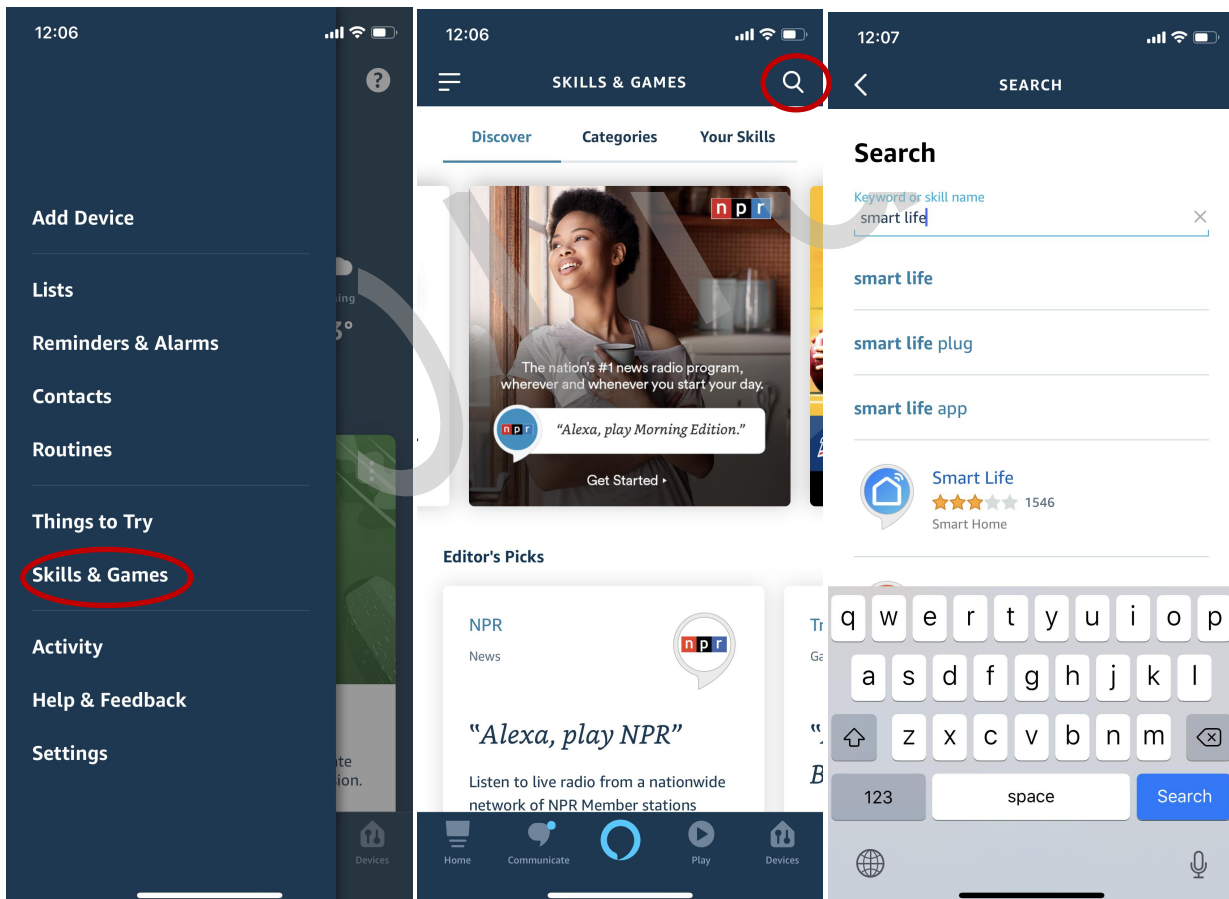 12:06
Add Device
Lists
Reminders & Alarms
Contacts
Routines
Things to Try
Skills & Games
Activity
Help & Feedback
Settings
Devices
12:06
SKILLS & GAMES
Discover Categories Your Skills
npr
The nation's #1 news radio program,
wherever and whenever you start your day.
npr
“Alexa, play Morning Edition.”
Get Started
Editor's Picks
NPR
News
npr
“Alexa, play NPR”
Listen to live radio from a nationwide
network of NPR Member stations
Home Communicate Play Devices
12:07
SEARCH
Search
Keyword or skill name
smart life
smart life
smart life plug
smart life app
Smart Life
1546
Smart Home
q w e r t y u i o p
a s d f g h j k l
z x c v b n m
123 space Search